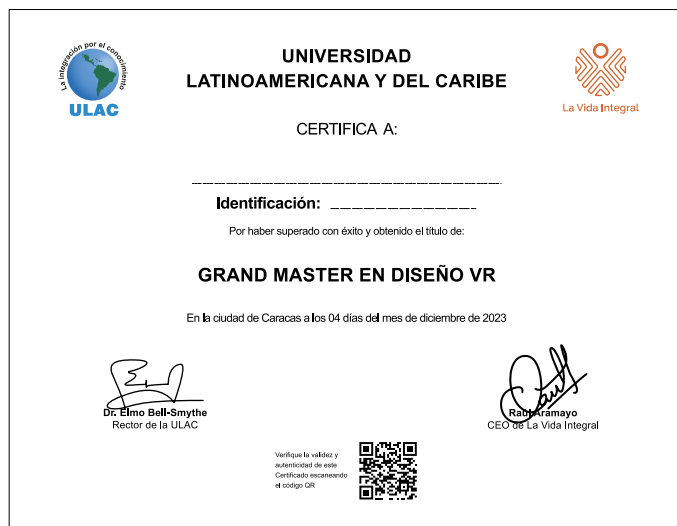 La integración por el conocimiento
ULAC
UNIVERSIDAD
LATINOAMERICANA Y DEL CARIBE
La Vida Integral
CERTIFICA A:
Identificación:
Por haber superado con éxito y obtenido el título de:
GRAND MASTER EN DISEÑO VR
En la ciudad de Caracas a los 04 días del mes de diciembre de 2023
Dr. Elmo Bell-Smythe
Rector de la ULAC
Raúl Aramayo
CEO de La Vida Integral
Verifique la validez y
autenticidad de este
Certificado escaneando
el código QR